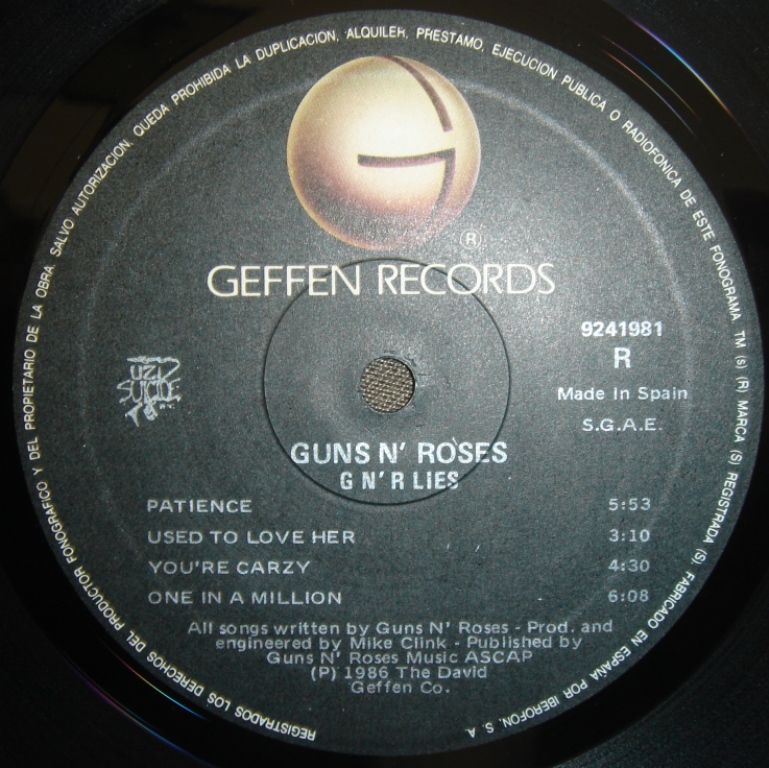 REGISTRADOS LOS DERECHOS DEL PRODUCTOR FONOGRAFICO Y DEL PROPIETARIO DE LA OBRA. SALVO AUTORIZACION. QUEDA PROHIBIDA LA DUPLICACION, ALQUILER, PRESTAMO, EJECUCION PUBLICA O RADIOFONICA DE ESTE FONOGRAMA TM (s) (R) MARCA (S) REGISTRADA (S). FABRICADO EN ESPAÑA POR IBEROFON, S. A
®
GEFFEN RECORDS
9241981
R
Made In Spain
S.G.A.E.
UZI
SUICIDE
GUNS N' ROSES
G N' R LIES
PATIENCE 5:53
USED TO LOVE HER 3:10
YOU'RE CARZY 4:30
ONE IN A MILLION 6:08
All songs written by Guns N' Roses - Prod. and
engineered by Mike Clink - Published by
Guns N' Roses Music ASCAP
(P) 1986 The David
Geffen Co.